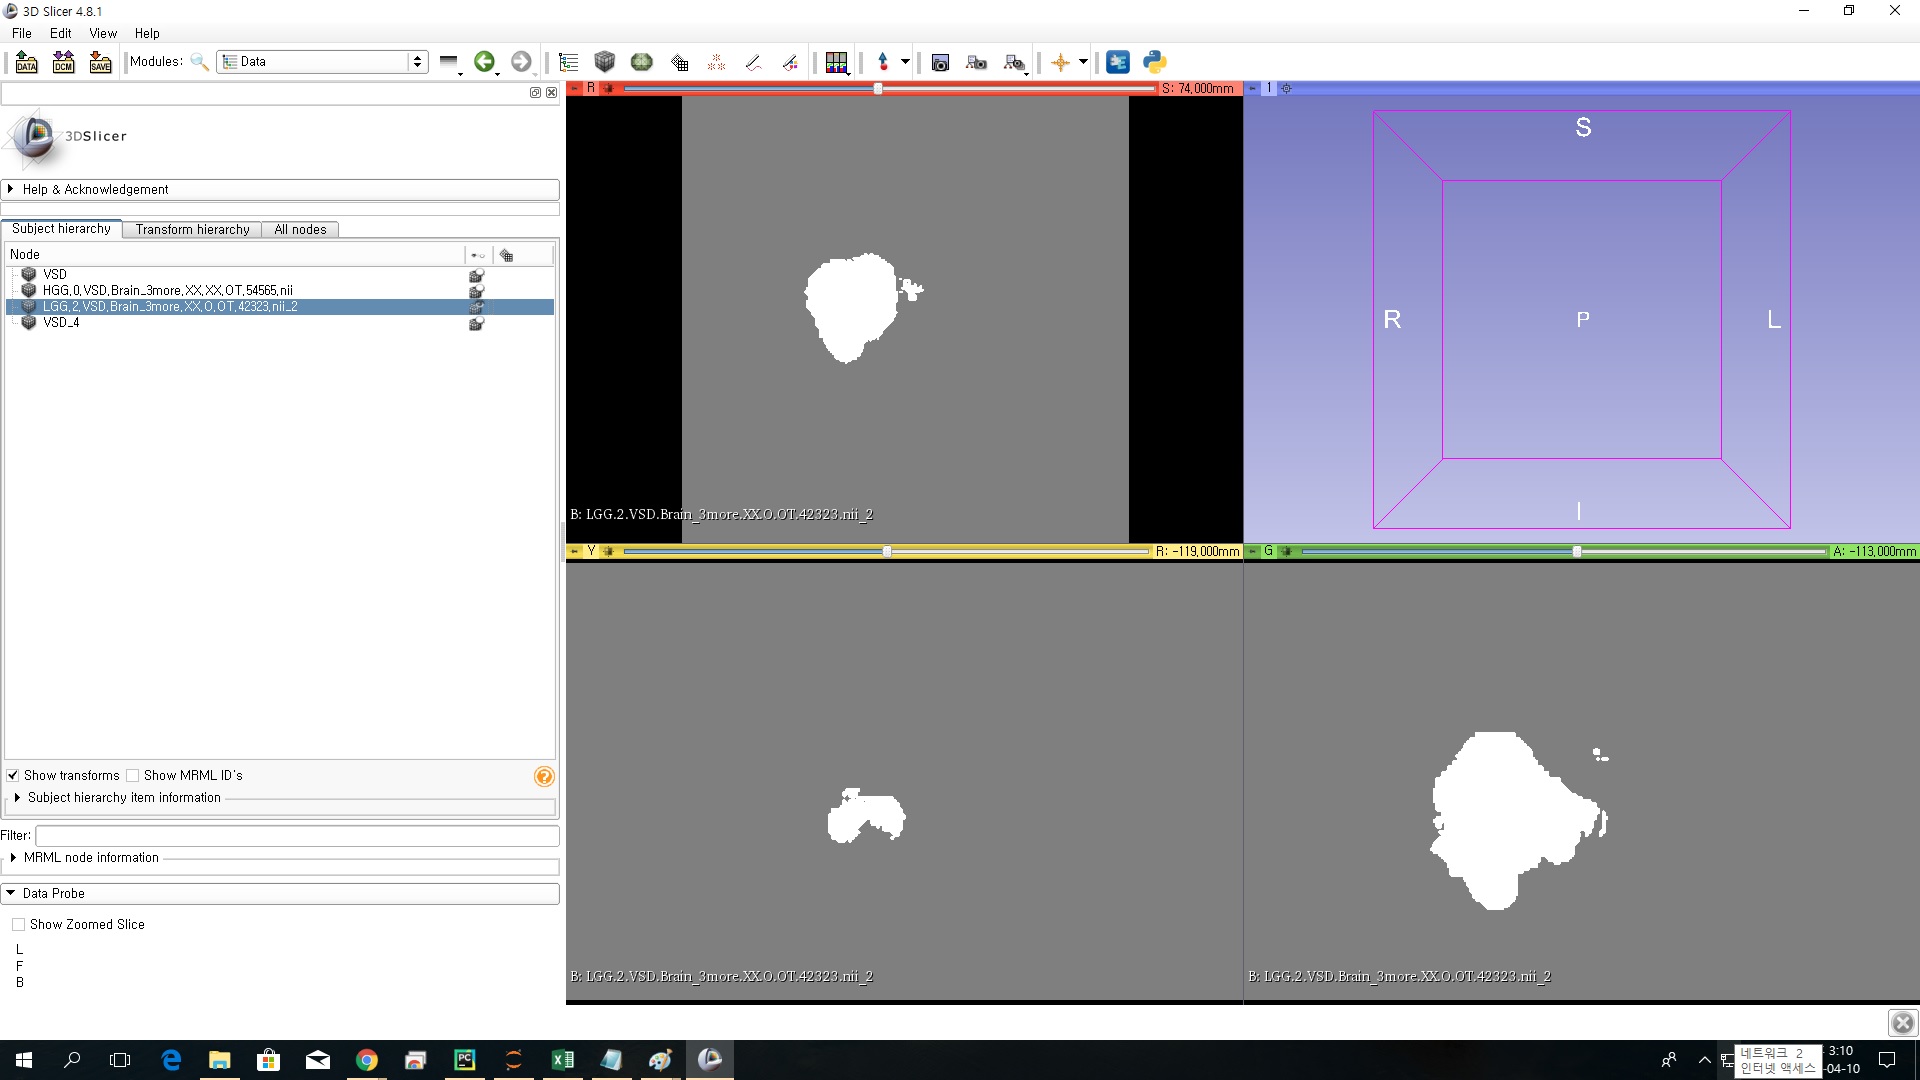 3D Slicer 4.8.1
File Edit View Help
DATA DCM SAVE Modules: Data
R S: 74,000mm 1
3DSlicer
Help & Acknowledgement
Subject hierarchy Transform hierarchy All nodes
Node
VSD
HGG,0,VSD,Brain_3more,XX,XX,OT,54565,nii
LGG,2,VSD,Brain_3more,XX,O,OT,42323,nii_2
VSD_4
S
R P L
I
B: LGG.2.VSD.Brain_3more.XX.O.OT.42323.nii_2
Y R: -119,000mm G A: -113,000mm
Show transforms Show MRML ID's
Subject hierarchy item information
Filter:
MRML node information
Data Probe
Show Zoomed Slice
L
F
B
B: LGG.2.VSD.Brain_3more.XX.O.OT.42323.nii_2
B: LGG.2.VSD.Brain_3more.XX.O.OT.42323.nii_2
네트워크 2
인터넷 액세스
3:10
-04-10